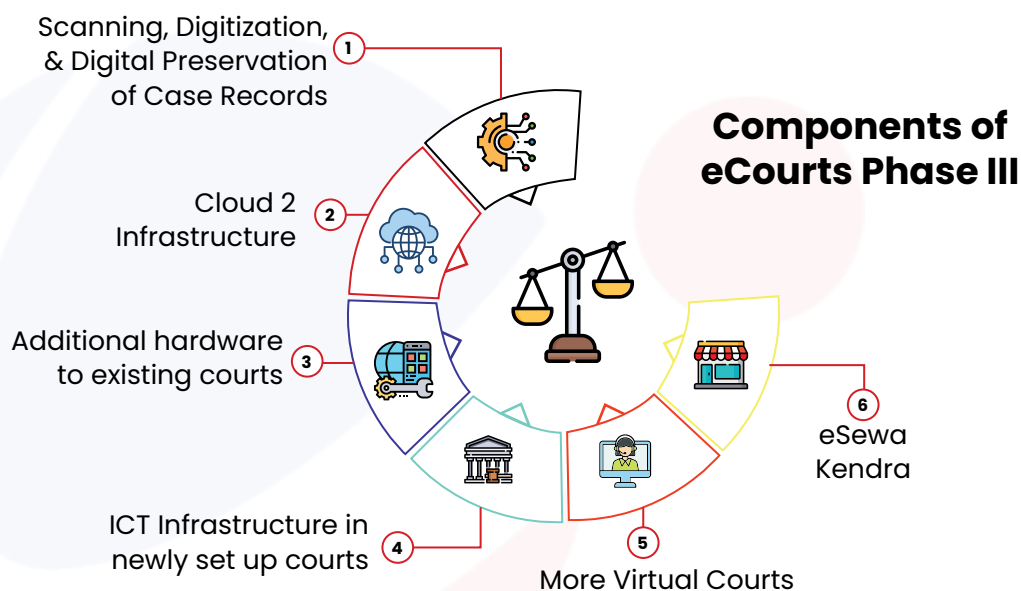 Components of
eCourts Phase III
1
Scanning, Digitization,
& Digital Preservation
of Case Records
2
Cloud 2
Infrastructure
3
Additional hardware
to existing courts
4
ICT Infrastructure in
newly set up courts
5
More Virtual Courts
6
eSewa
Kendra